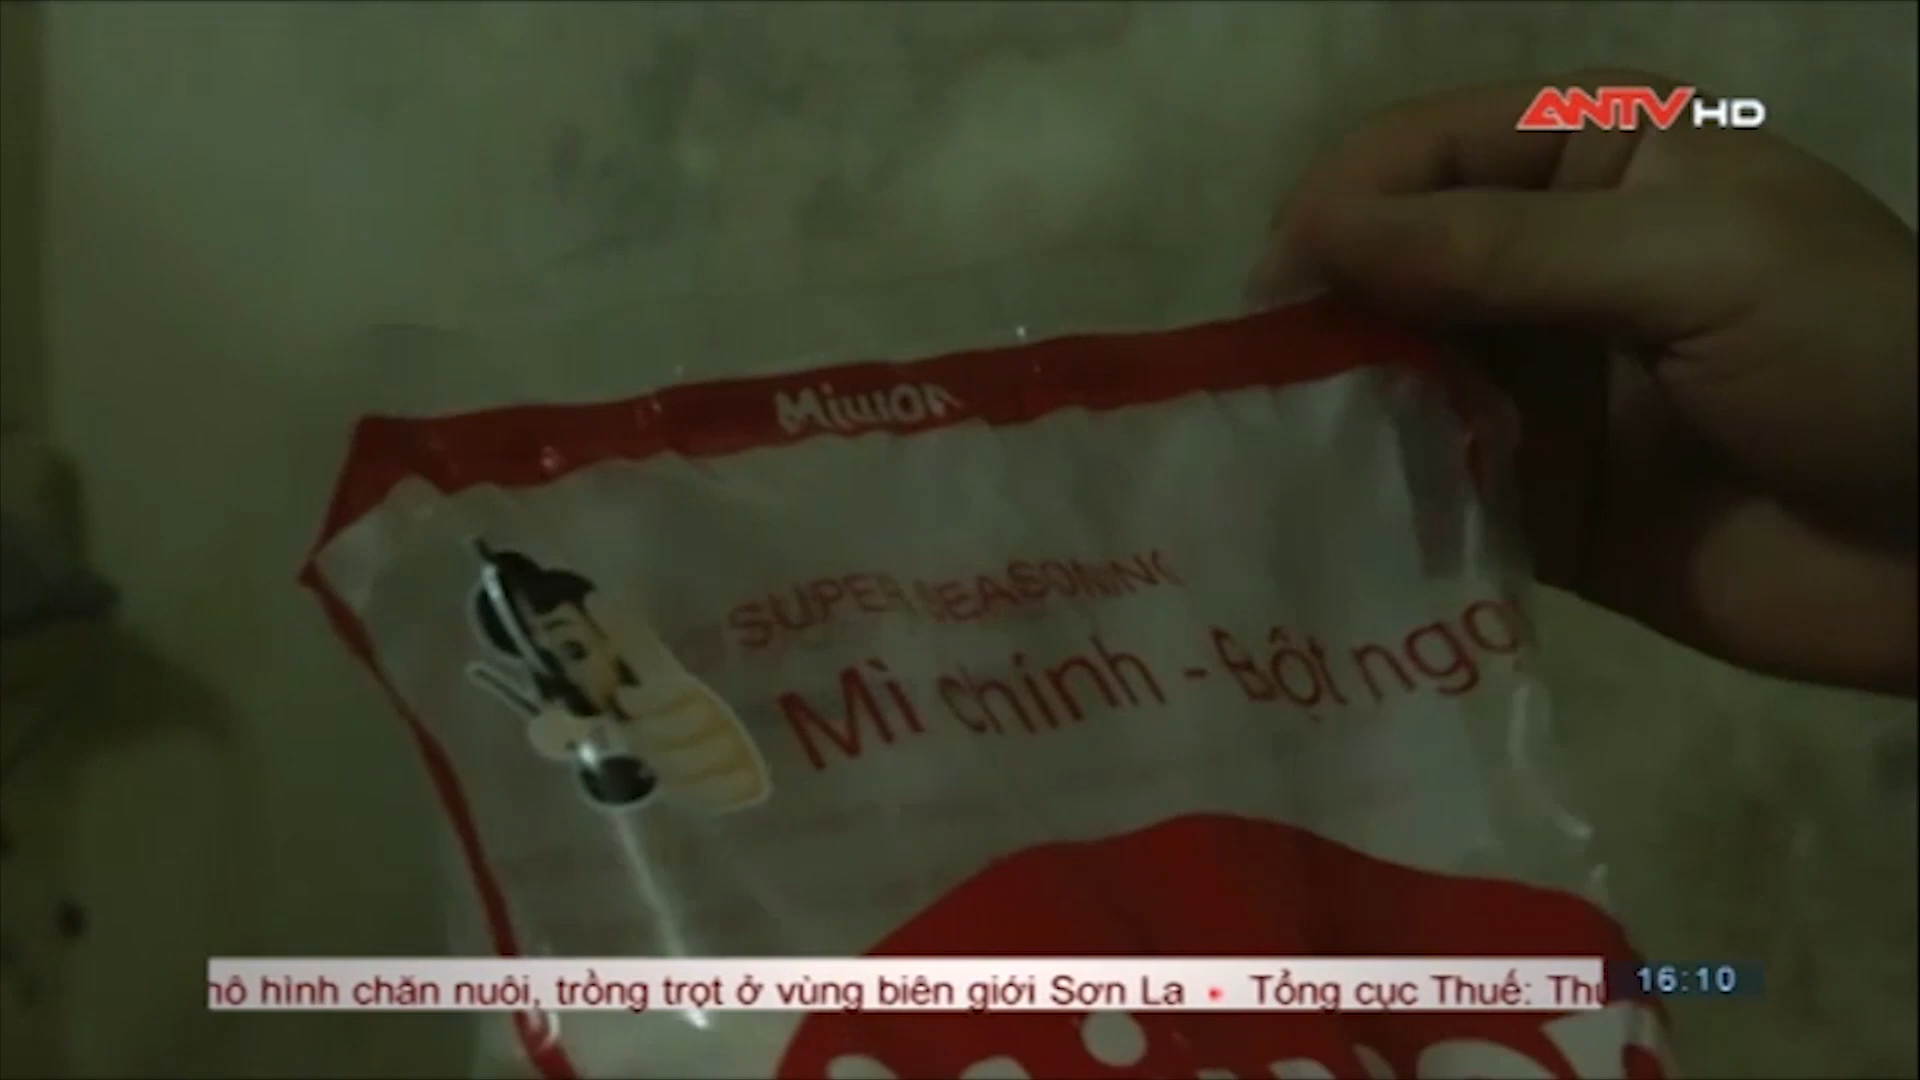 ANTV HD
Miwon
SUPER SEASONING
Mì chính - Bột ngọt
hô hình chăn nuôi, trồng trọt ở vùng biên giới Sơn La • Tổng cục Thuế: Thu
16:10